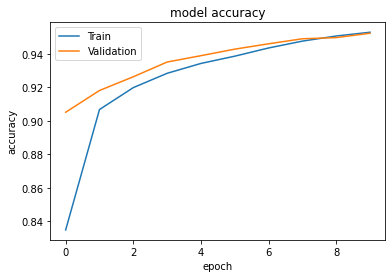 model accuracy
Train
Validation
accuracy
0.94
0.92
0.90
0.88
0.86
0.84
0
2
4
6
8
epoch